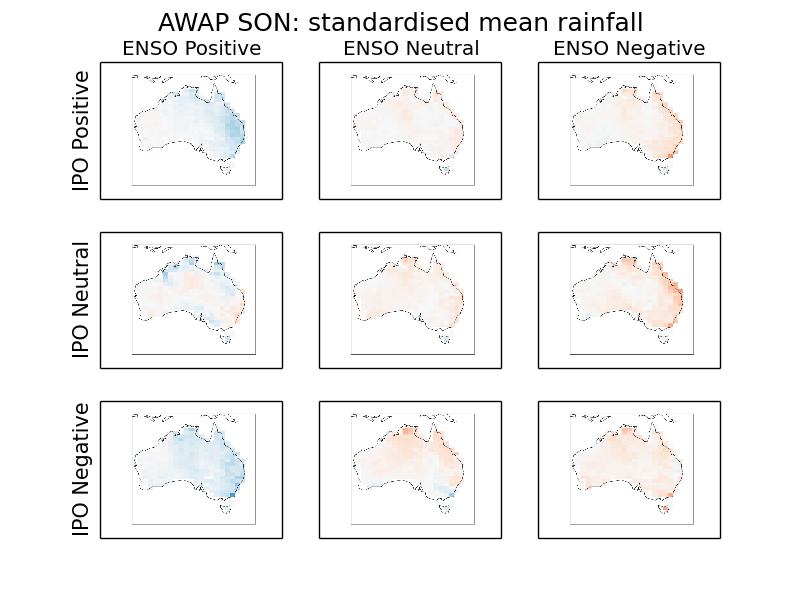 AWAP SON: standardised mean rainfall
ENSO Positive ENSO Neutral ENSO Negative
IPO Positive
IPO Neutral
IPO Negative